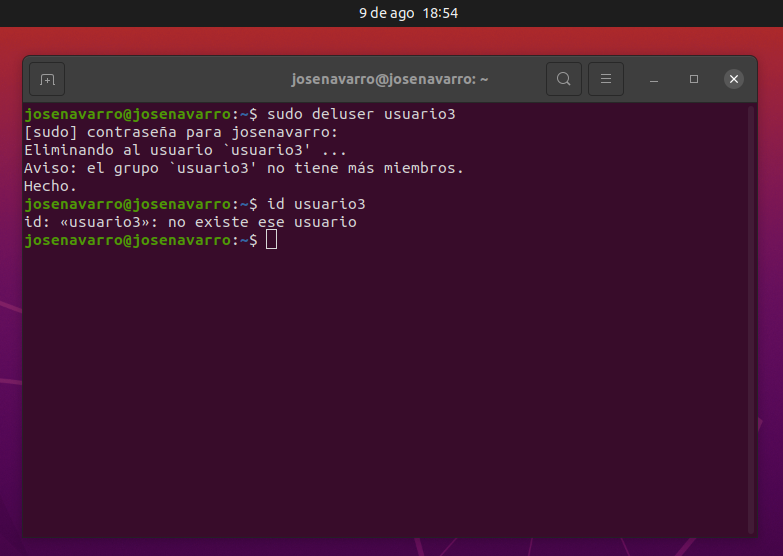 9 de ago 18:54
josenavarro@josenavarro: ~
josenavarro@josenavarro:~$ sudo deluser usuario3
[sudo] contraseña para josenavarro:
Eliminando al usuario `usuario3' ...
Aviso: el grupo `usuario3' no tiene más miembros.
Hecho.
josenavarro@josenavarro:~$ id usuario3
id: «usuario3»: no existe ese usuario
josenavarro@josenavarro:~$